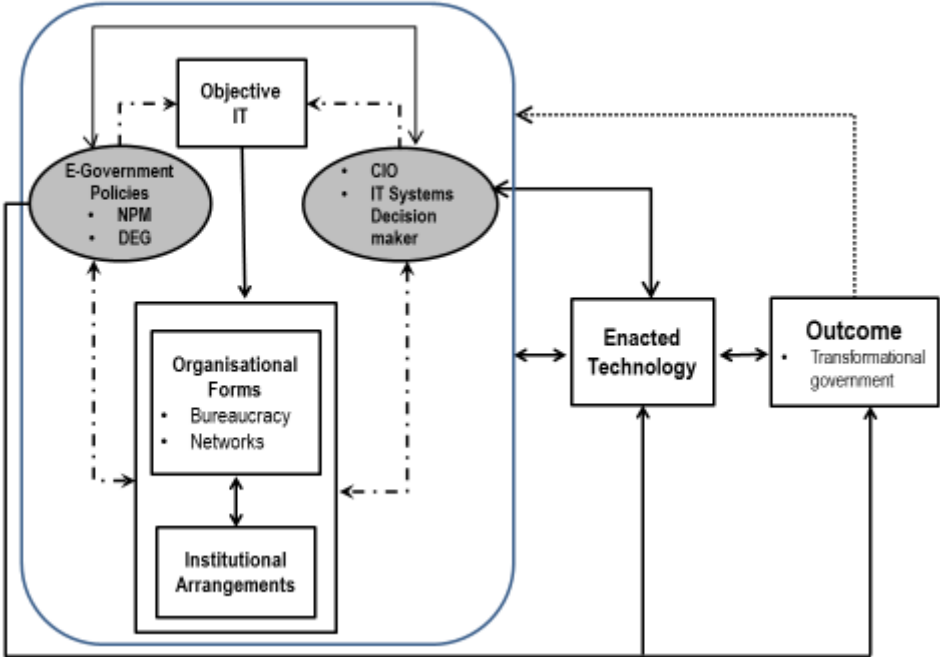 Objective
IT
E-Government
Policies
• NPM
• DEG
• CIO
• IT Systems
Decision
maker
Organisational
Forms
• Bureaucracy
• Networks
Institutional
Arrangements
Enacted
Technology
Outcome
• Transformational
government